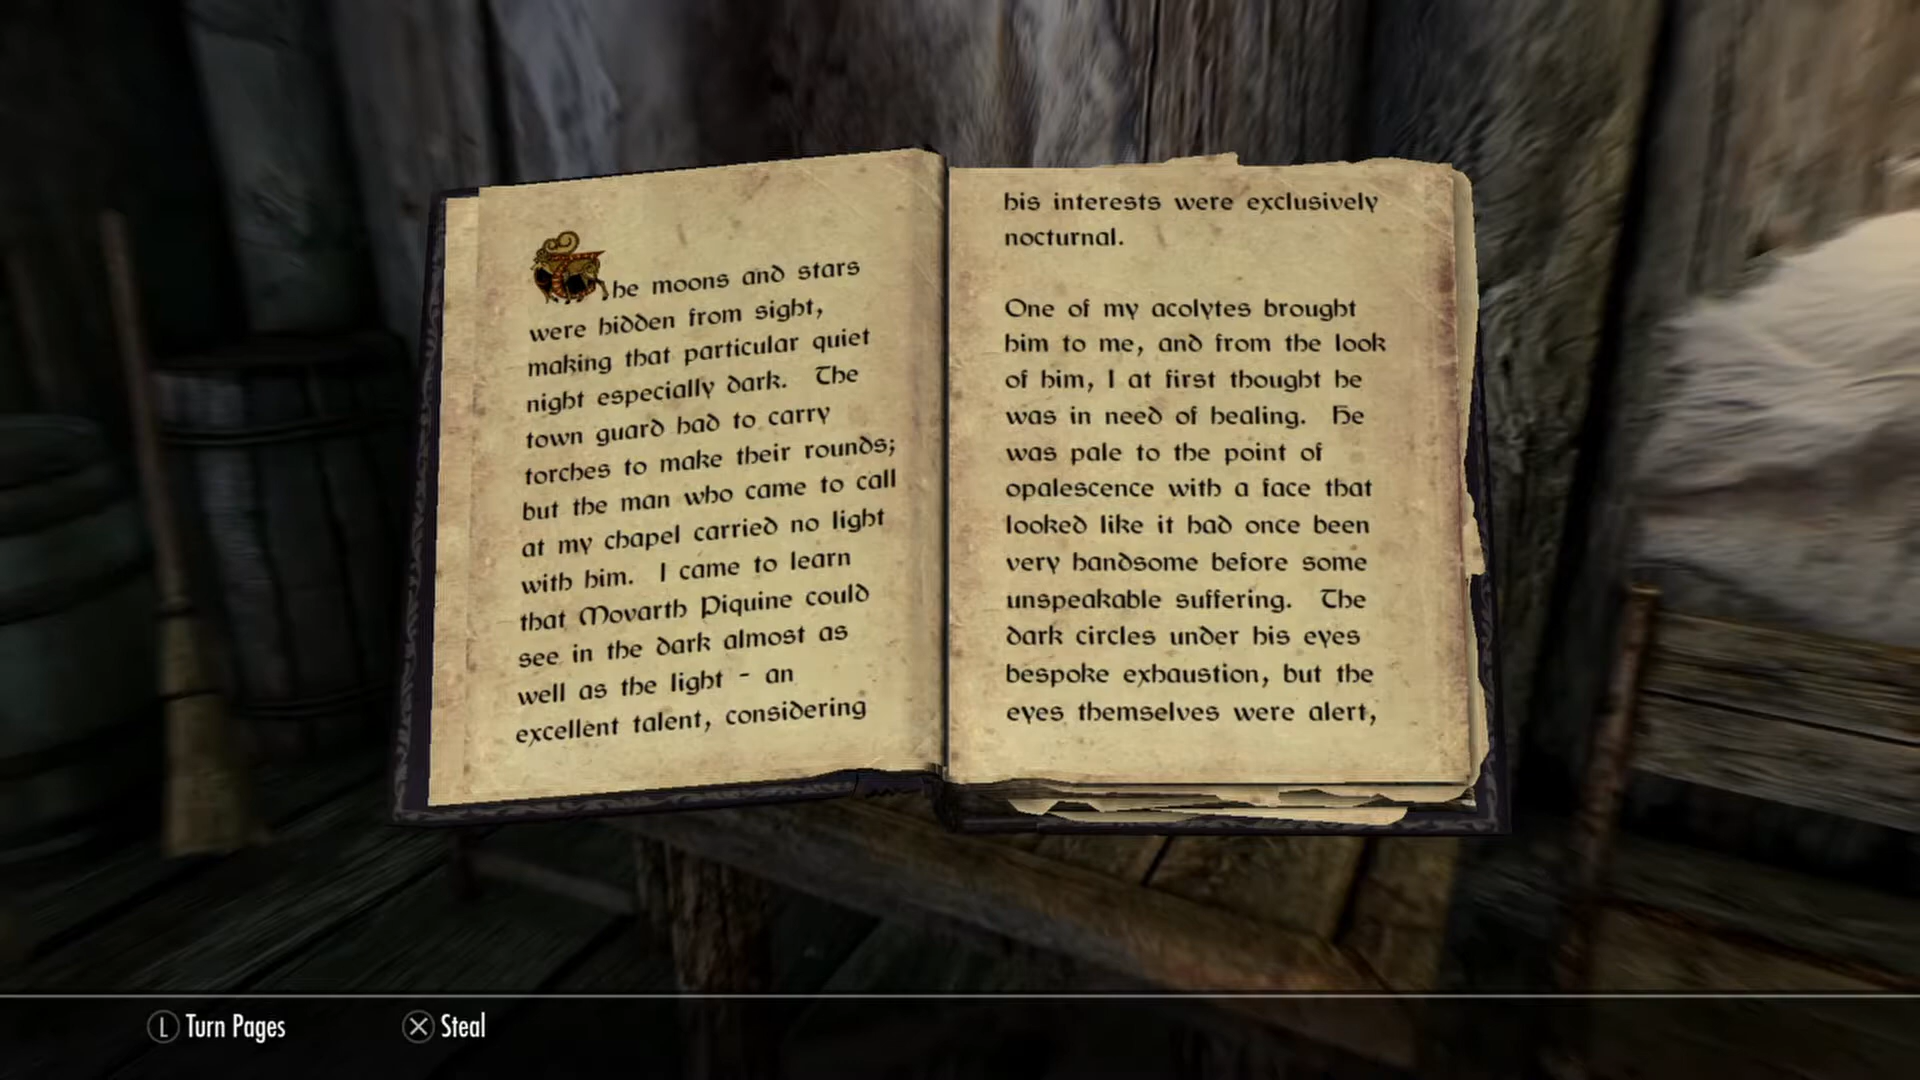 The moons and stars
were hidden from sight,
making that particular quiet
night especially dark. The
town guard had to carry
torches to make their rounds;
but the man who came to call
at my chapel carried no light
with him. I came to learn
that Movarth Piquine could
see in the dark almost as
well as the light - an
excellent talent, considering
his interests were exclusively
nocturnal.
One of my acolytes brought
him to me, and from the look
of him, I at first thought he
was in need of healing. He
was pale to the point of
opalescence with a face that
looked like it had once been
very handsome before some
unspeakable suffering. The
dark circles under his eyes
bespoke exhaustion, but the
eyes themselves were alert,
L Turn Pages
X Steal